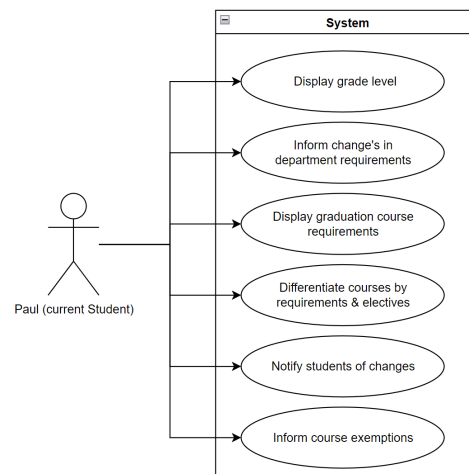 System
Display grade level
Inform change's in
department requirements
Display graduation course
requirements
Paul (current Student)
Differentiate courses by
requirements & electives
Notify students of changes
Inform course exemptions